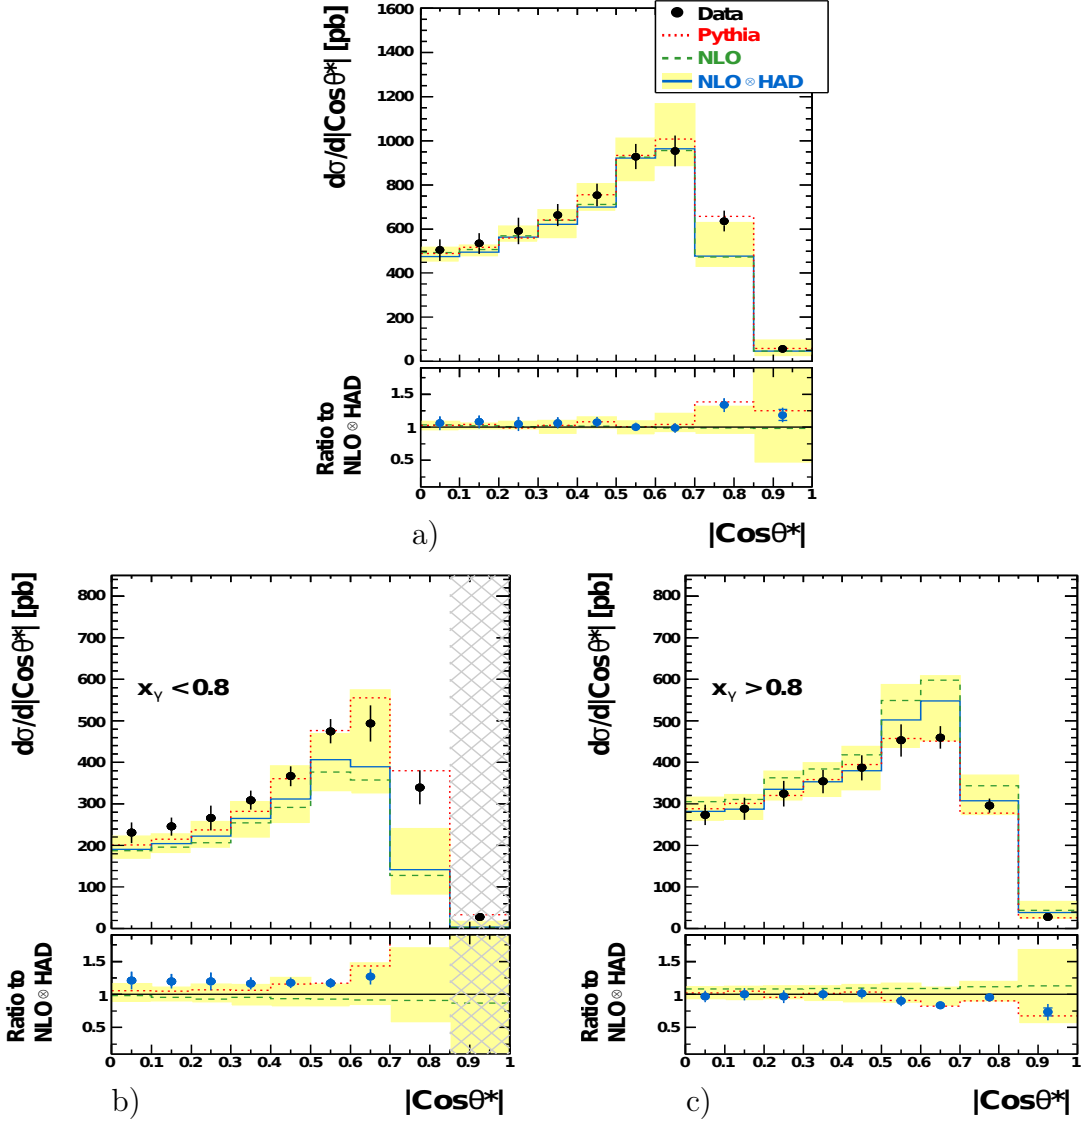 Data
Pythia
NLO
NLO⊗HAD
dσ/d|Cosθ*| [pb]
1600
1400
1200
1000
800
600
400
200
0
Ratio to
NLO⊗HAD
1.5
1
0.5
0 0.1 0.2 0.3 0.4 0.5 0.6 0.7 0.8 0.9 1
a)
|Cosθ*|
dσ/d|Cosθ*| [pb]
800
700
600
500
400
300
200
100
0
xγ <0.8
Ratio to
NLO⊗HAD
1.5
1
0.5
0 0.1 0.2 0.3 0.4 0.5 0.6 0.7 0.8 0.9 1
b)
|Cosθ*|
dσ/d|Cosθ*| [pb]
800
700
600
500
400
300
200
100
0
xγ >0.8
Ratio to
NLO⊗HAD
1.5
1
0.5
0 0.1 0.2 0.3 0.4 0.5 0.6 0.7 0.8 0.9 1
c)
|Cosθ*|